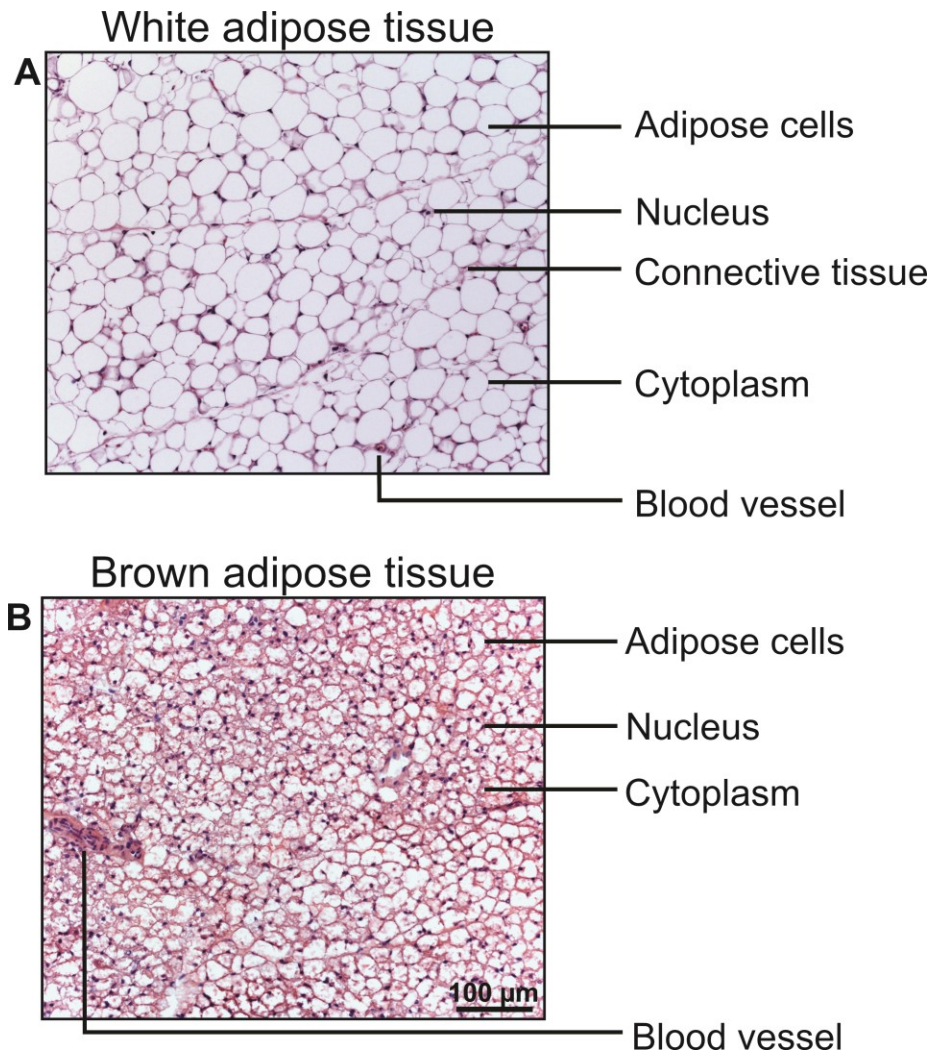 White adipose tissue
A
Adipose cells
Nucleus
Connective tissue
Cytoplasm
Blood vessel
Brown adipose tissue
B
Adipose cells
Nucleus
Cytoplasm
100 µm
Blood vessel